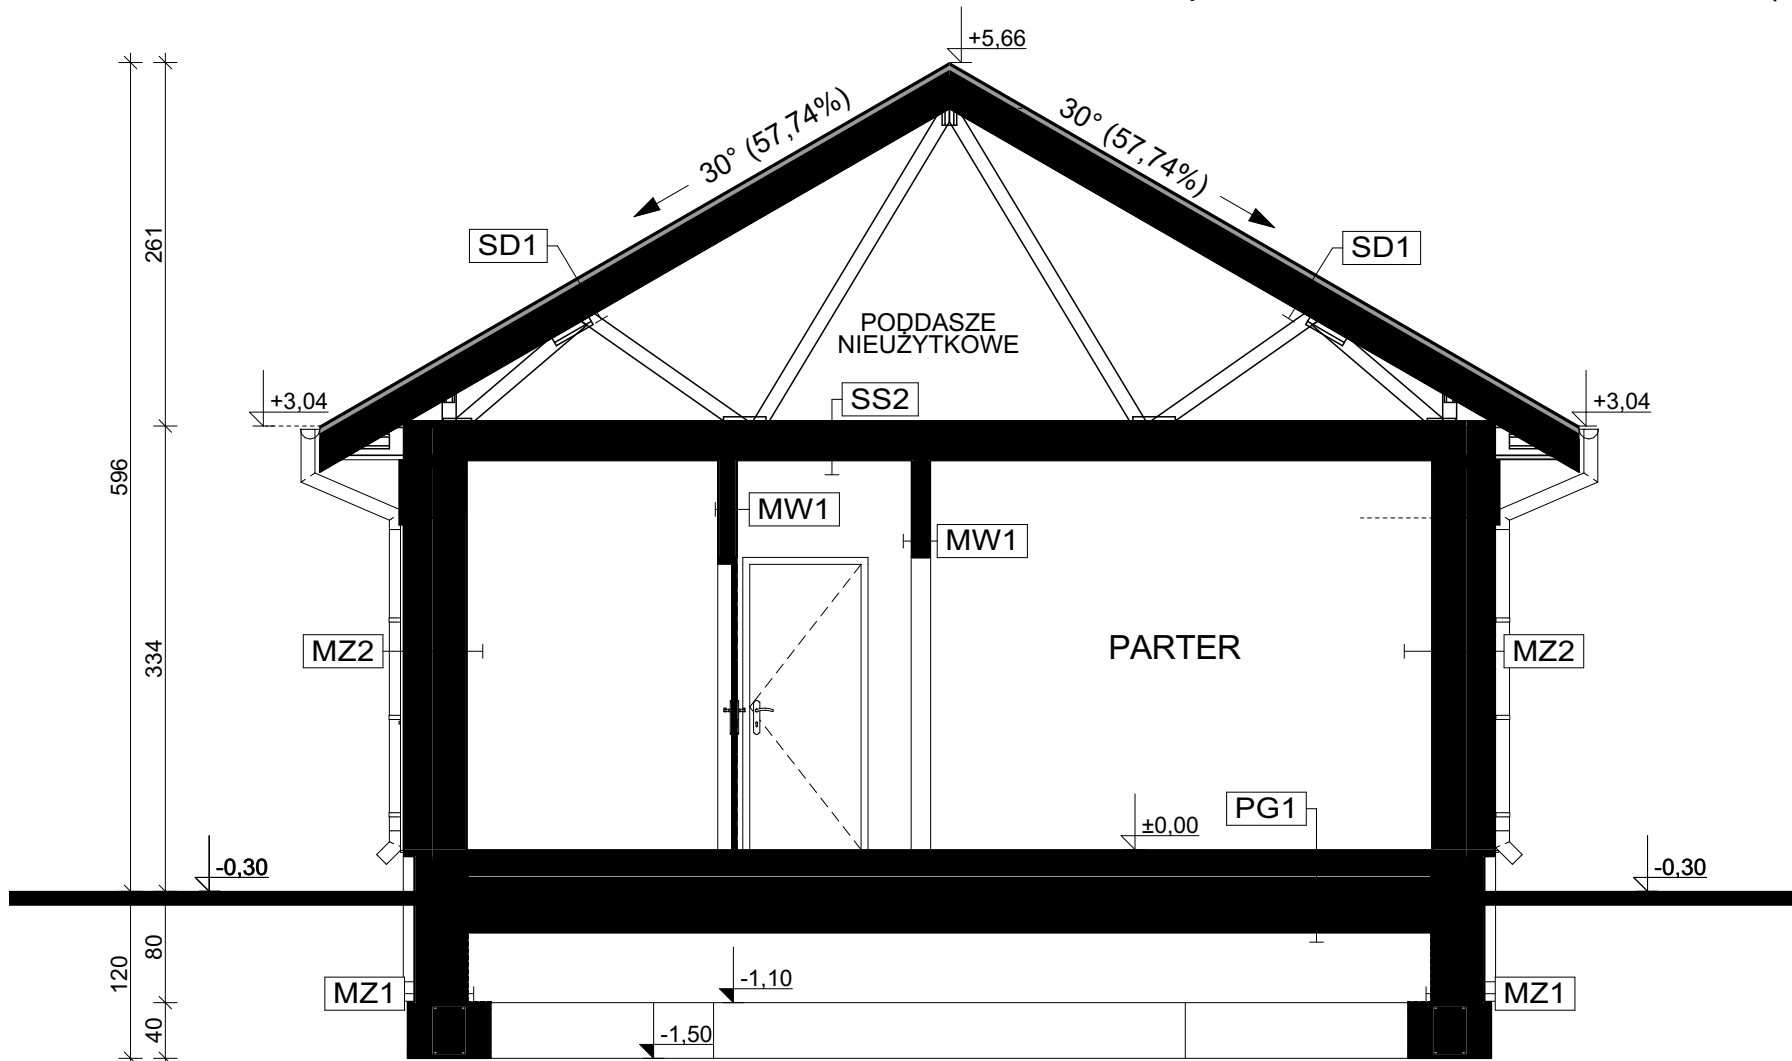 +5,66
30° (57,74%)
30° (57,74%)
261
SD1
SD1
PODDASZE
NIEUŻYTKOWE
SS2
+3,04
+3,04
596
MW1
MW1
334
MZ2
PARTER
MZ2
PG1
±0,00
-0,30
-0,30
80
120
-1,10
MZ1
MZ1
40
-1,50